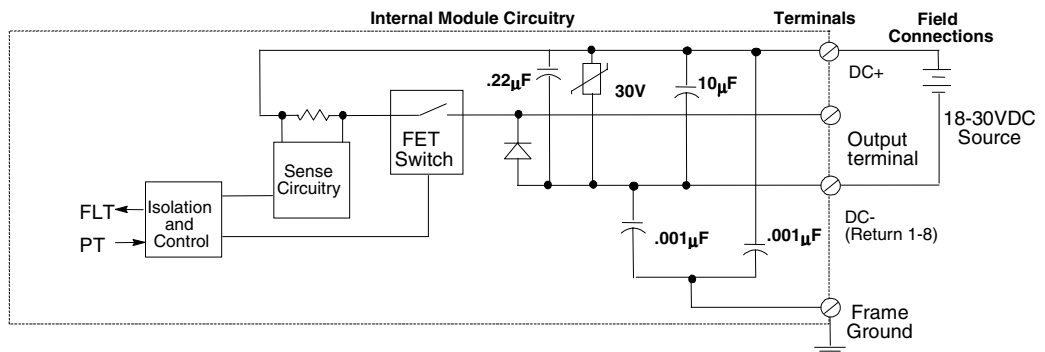 Internal Module Circuitry
Terminals
Field
Connections
.22µF
30V
10µF
DC+
18-30VDC
Source
FET
Switch
Output
terminal
Sense
Circuitry
FLT
PT
Isolation
and
Control
DC-
(Return 1-8)
.001µF
.001µF
Frame
Ground